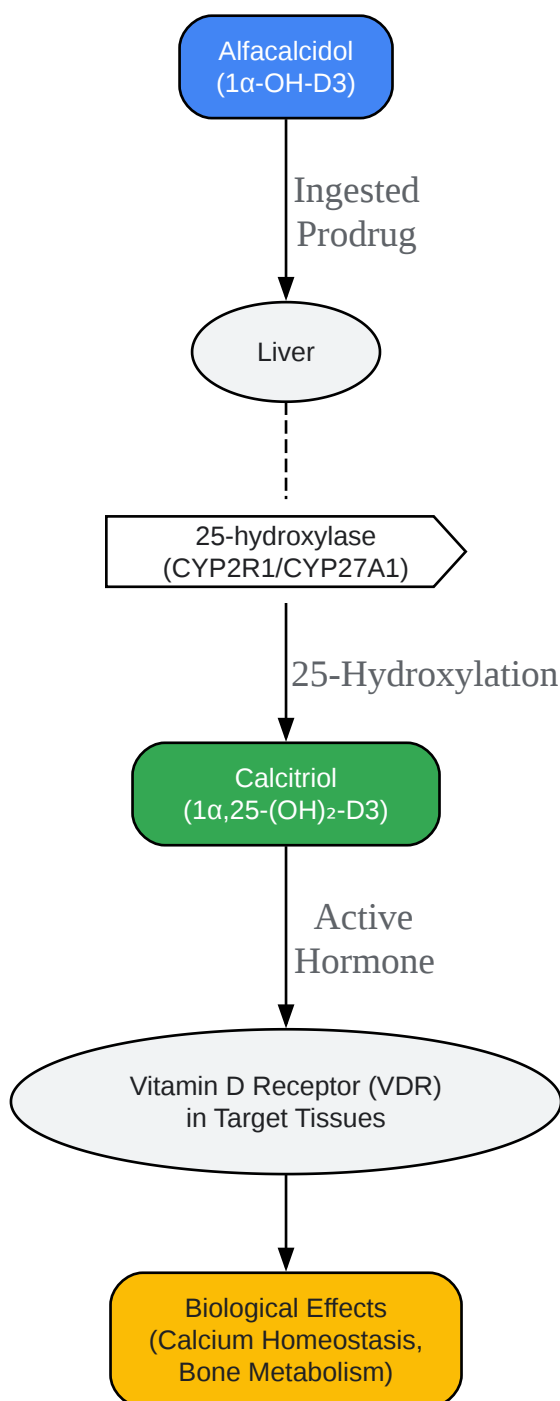 Alfacalcidol
(1α-OH-D3)
Ingested
Prodrug
Liver
25-hydroxylase
(CYP2R1/CYP27A1)
25-Hydroxylation
Calcitriol
(1α,25-(OH)₂-D3)
Active
Hormone
Vitamin D Receptor (VDR)
in Target Tissues
Biological Effects
(Calcium Homeostasis,
Bone Metabolism)